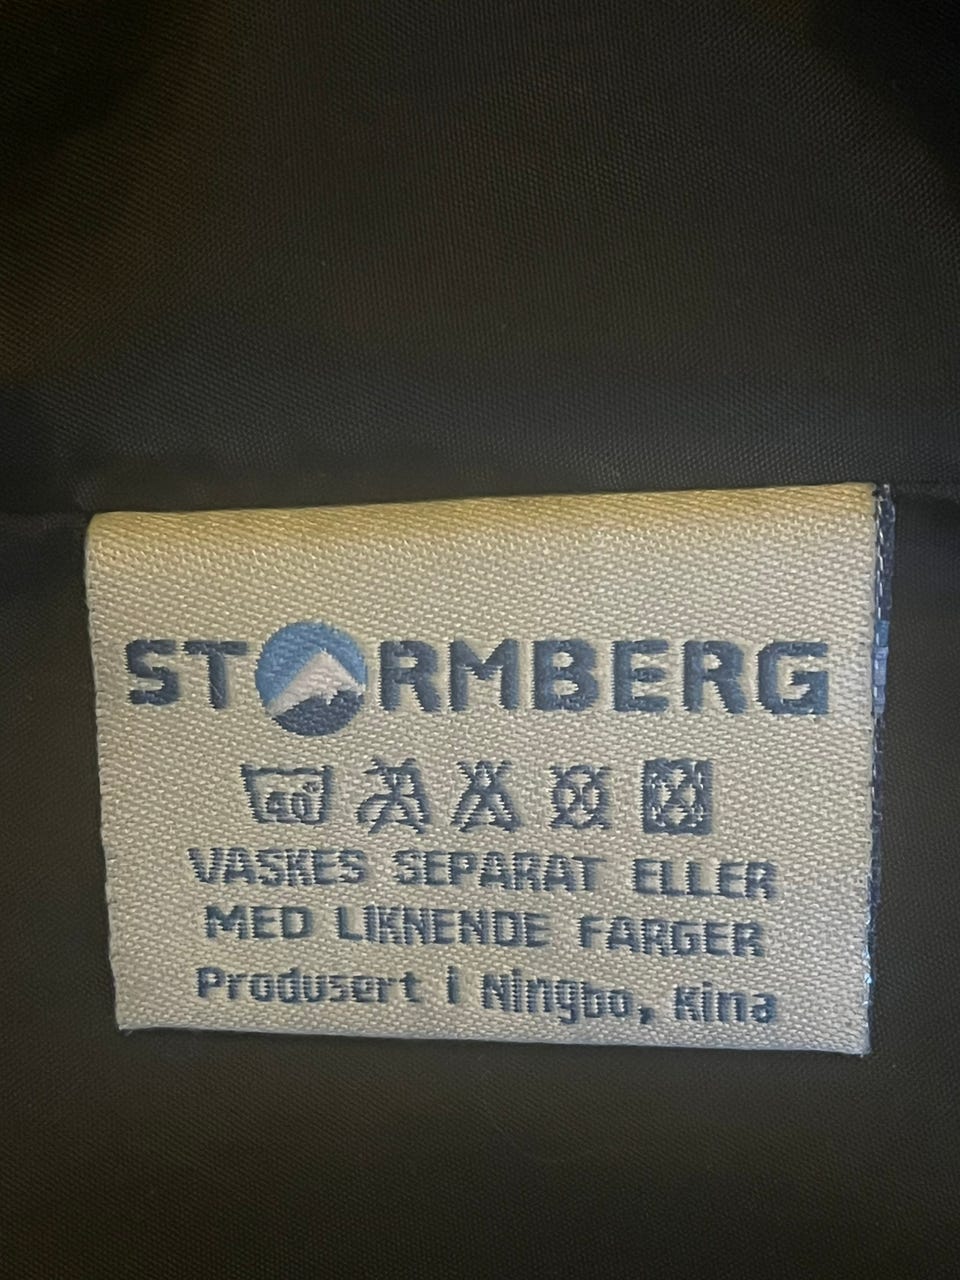 STORMBERG
40°
VASKES SEPARAT ELLER
MED LIKNENDE FARGER
Produsert i Ningbo, Kina